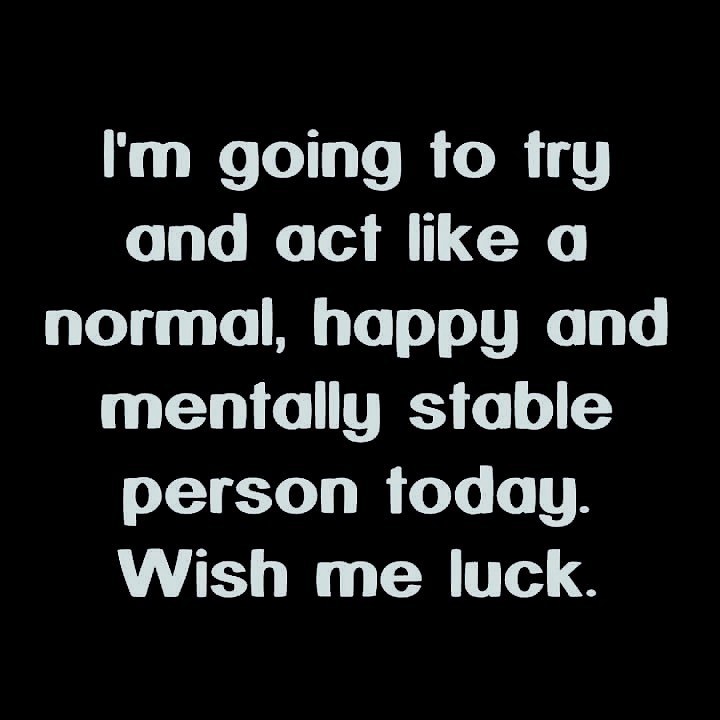 I'm going to try
and act like a
normal, happy and
mentally stable
person today.
Wish me luck.